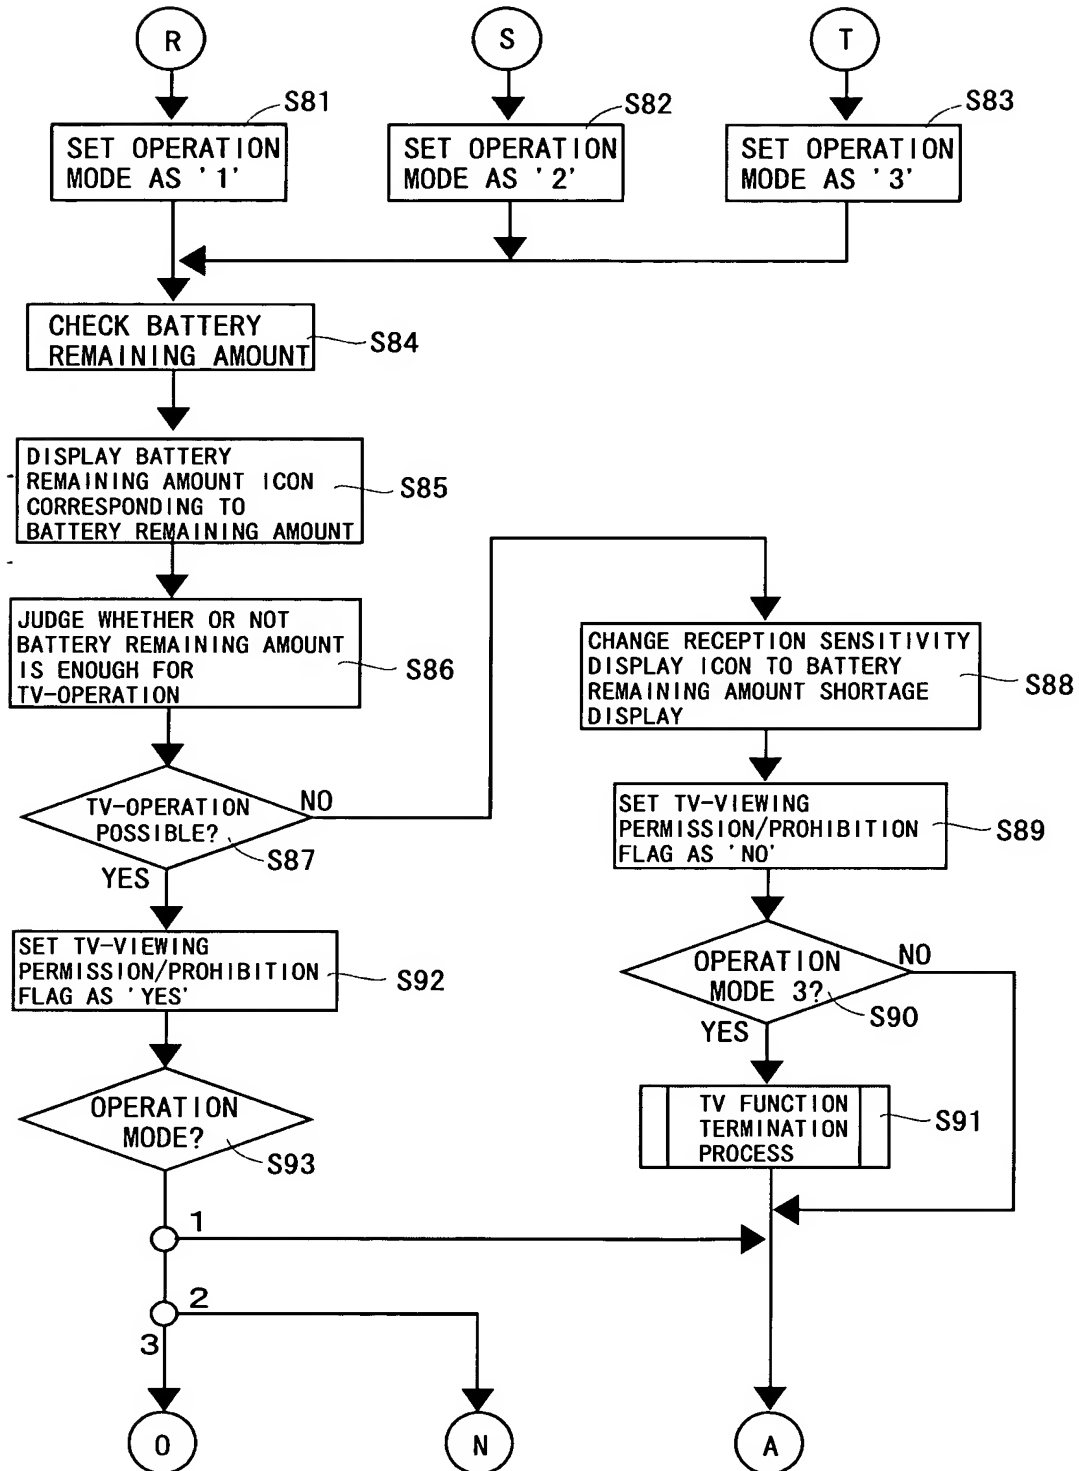 R
S
T
S81
S82
S83
SET OPERATION
MODE AS '1'
SET OPERATION
MODE AS '2'
SET OPERATION
MODE AS '3'
CHECK BATTERY
REMAINING AMOUNT
S84
DISPLAY BATTERY
REMAINING AMOUNT ICON
CORRESPONDING TO
BATTERY REMAINING AMOUNT
S85
JUDGE WHETHER OR NOT
BATTERY REMAINING AMOUNT
IS ENOUGH FOR
TV-OPERATION
S86
CHANGE RECEPTION SENSITIVITY
DISPLAY ICON TO BATTERY
REMAINING AMOUNT SHORTAGE
DISPLAY
S88
TV-OPERATION
POSSIBLE?
NO
S87
YES
SET TV-VIEWING
PERMISSION/PROHIBITION
FLAG AS 'NO'
S89
SET TV-VIEWING
PERMISSION/PROHIBITION
FLAG AS 'YES'
S92
OPERATION
MODE 3?
NO
S90
YES
OPERATION
MODE?
S93
TV FUNCTION
TERMINATION
PROCESS
S91
1
2
3
O
N
A